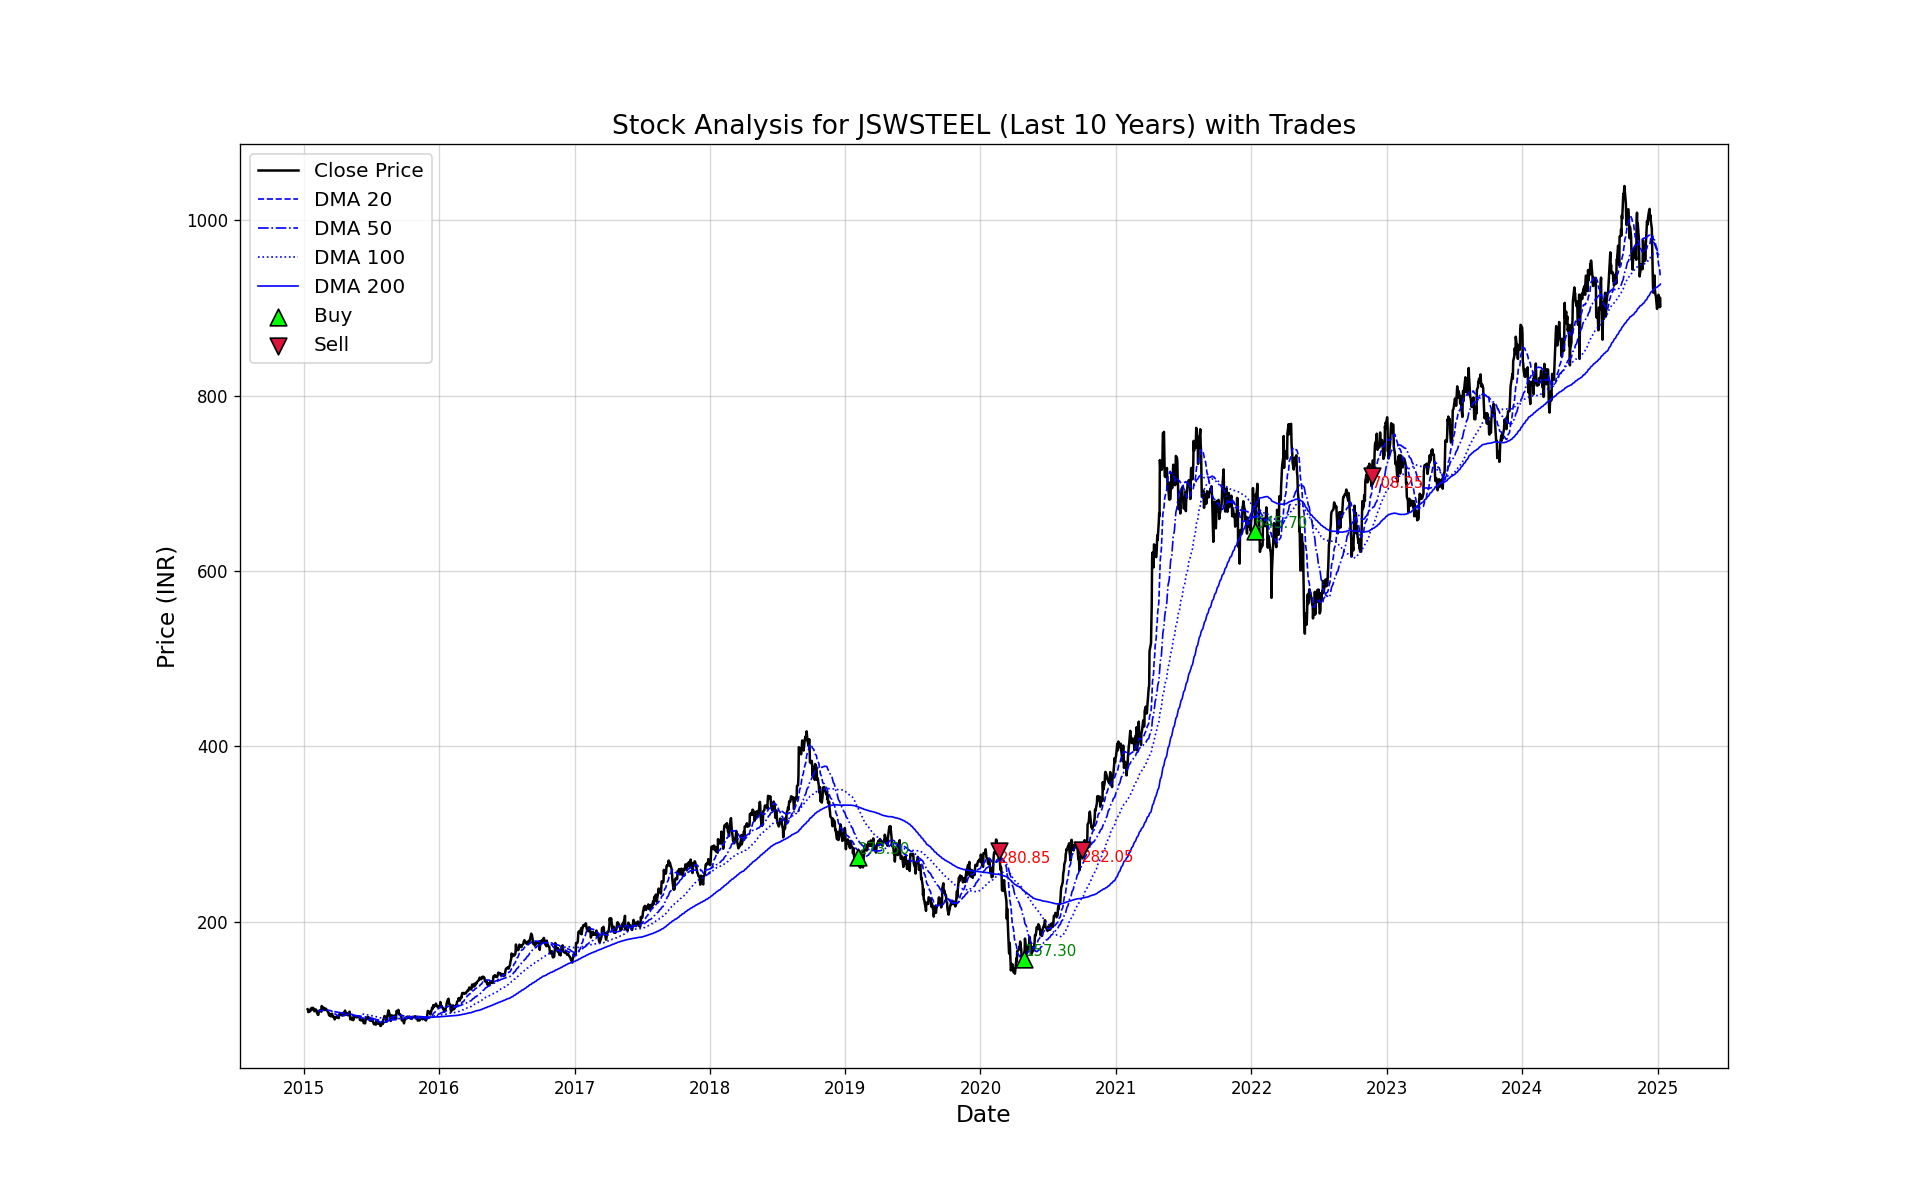 Stock Analysis for JSWSTEEL (Last 10 Years) with Trades
Close Price
DMA 20
DMA 50
DMA 100
DMA 200
Buy
Sell
1000
800
600
400
200
Price (INR)
708.25
280.85
282.05
2015
2016
2017
2018
2019
2020
2021
2022
2023
2024
2025
Date